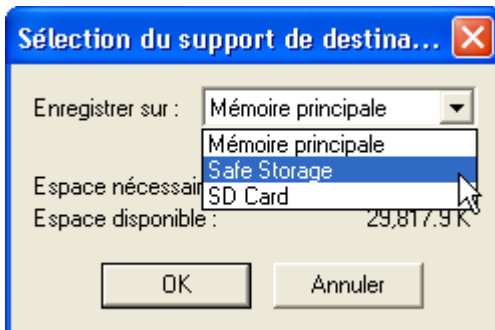 Sélection du support de destina...
Enregistrer sur : Mémoire principale
Mémoire principale
Safe Storage
SD Card
Espace nécessair
Espace disponible : 29,817.9 K
OK Annuler